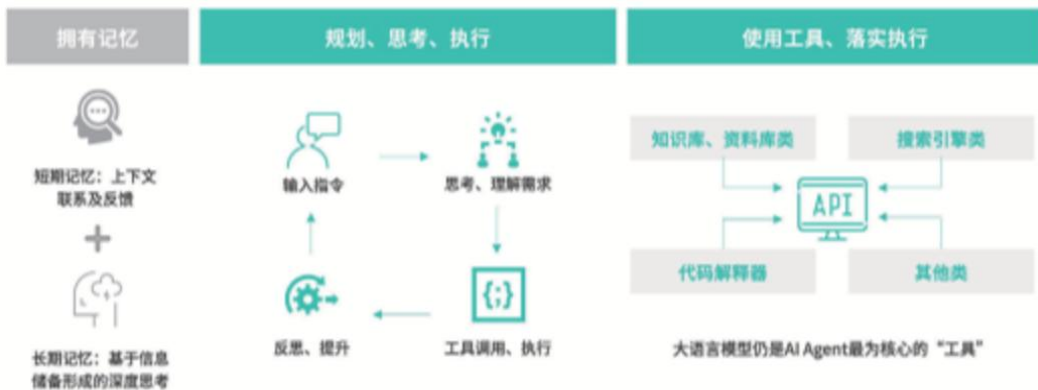 拥有记忆
短期记忆：上下文
联系及反馈
长期记忆：基于信息
储备形成的深度思考
规划、思考、执行
输入指令
思考、理解需求
反思、提升
{;}
工具调用、执行
使用工具、落实执行
知识库、资料库类
搜索引擎类
API
代码解释器
其他类
大语言模型仍是AI Agent最为核心的“工具”